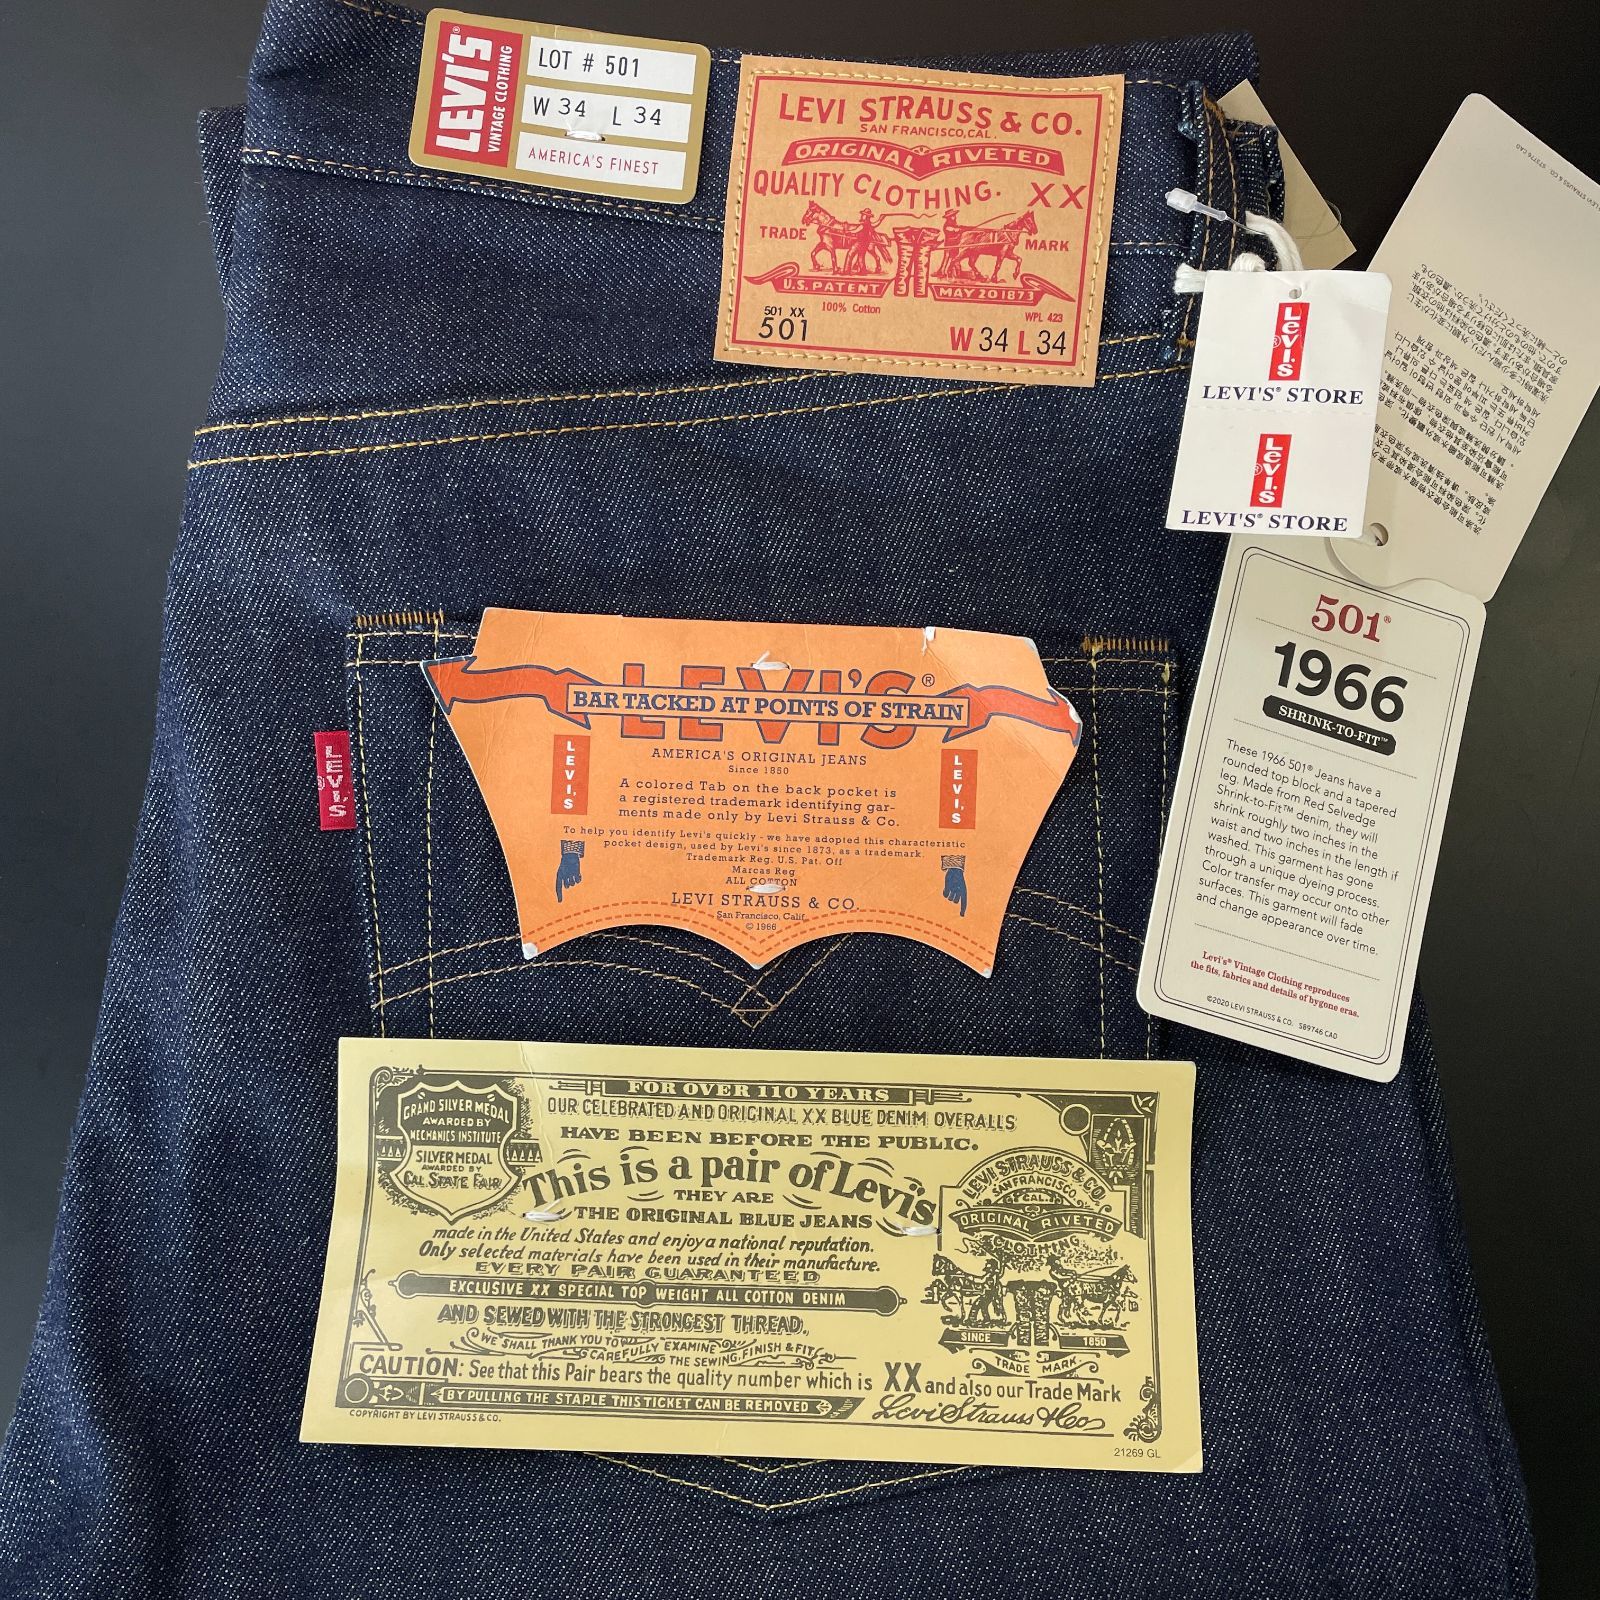 LEVI'S®
VINTAGE CLOTHING
LOT # 501
W 34 L 34
AMERICA'S FINEST
LEVI STRAUSS & CO.
SAN FRANCISCO, CAL.
ORIGINAL RIVETED
QUALITY CLOTHING. XX
TRADE MARK
U.S. PATENT MAY 20 1873
501 XX 100% Cotton WPL 423
501 W 34 L 34
LEVI'S
LEVI'S® STORE
LEVI'S
LEVI'S® STORE
501®
1966
SHRINK-TO-FIT™
These 1966 501® Jeans have a
rounded top block and a tapered
leg. Made from Red Selvedge
Shrink-to-Fit™ denim, they will
shrink roughly two inches in the
waist and two inches in the length if
washed. This garment has gone
through a unique dyeing process.
Color transfer may occur onto other
surfaces. This garment will fade
and change appearance over time.
Levi's® Vintage Clothing reproduces
the fits, fabrics and details of bygone eras.
©2020 LEVI STRAUSS & CO. S89746 CAO
LEVI'S
LEVI'S®
BAR TACKED AT POINTS OF STRAIN
AMERICA'S ORIGINAL JEANS
Since 1850
LEVI'S
LEVI'S
A colored Tab on the back pocket is
a registered trademark identifying gar-
ments made only by Levi Strauss & Co.
To help you identify Levi's quickly - we have adopted this characteristic
pocket design, used by Levi's since 1873, as a trademark.
Trademark Reg. U.S. Pat. Off
Marcas Reg
ALL COTTON
LEVI STRAUSS & CO.
San Francisco, Calif.
© 1966
GRAND SILVER MEDAL
AWARDED BY
MECHANICS INSTITUTE
SILVER MEDAL
AWARDED BY
CAL. STATE FAIR
FOR OVER 110 YEARS
OUR CELEBRATED AND ORIGINAL XX BLUE DENIM OVERALLS
HAVE BEEN BEFORE THE PUBLIC.
This is a pair of Levi's
THEY ARE
THE ORIGINAL BLUE JEANS
made in the United States and enjoy a national reputation.
Only selected materials have been used in their manufacture.
EVERY PAIR GUARANTEED
EXCLUSIVE XX SPECIAL TOP WEIGHT ALL COTTON DENIM
AND SEWED WITH THE STRONGEST THREAD,
WE SHALL THANK YOU TO
CAREFULLY EXAMINE
THE SEWING, FINISH & FIT
LEVI STRAUSS & CO.
SAN FRANCISCO.
CAL.
ORIGINAL RIVETED
CLOTHING
SINCE 1850
TRADE MARK
CAUTION: See that this Pair bears the quality number which is XX and also our Trade Mark
BY PULLING THE STAPLE THIS TICKET CAN BE REMOVED
Levi Strauss & Co
COPYRIGHT BY LEVI STRAUSS & CO.
21269 GL